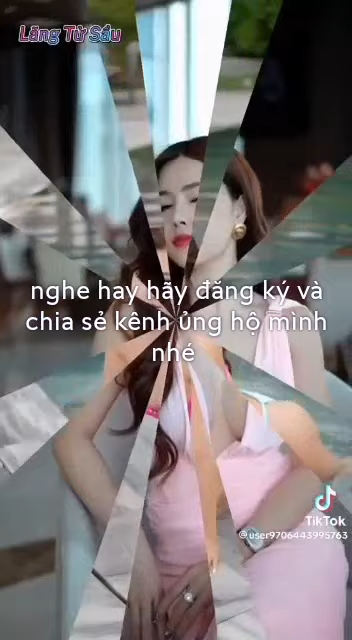 Lãng Tử Sầu
nghe hay hãy đăng ký và
chia sẻ kênh ủng hộ mình
nhé
TikTok
@user9706443995763